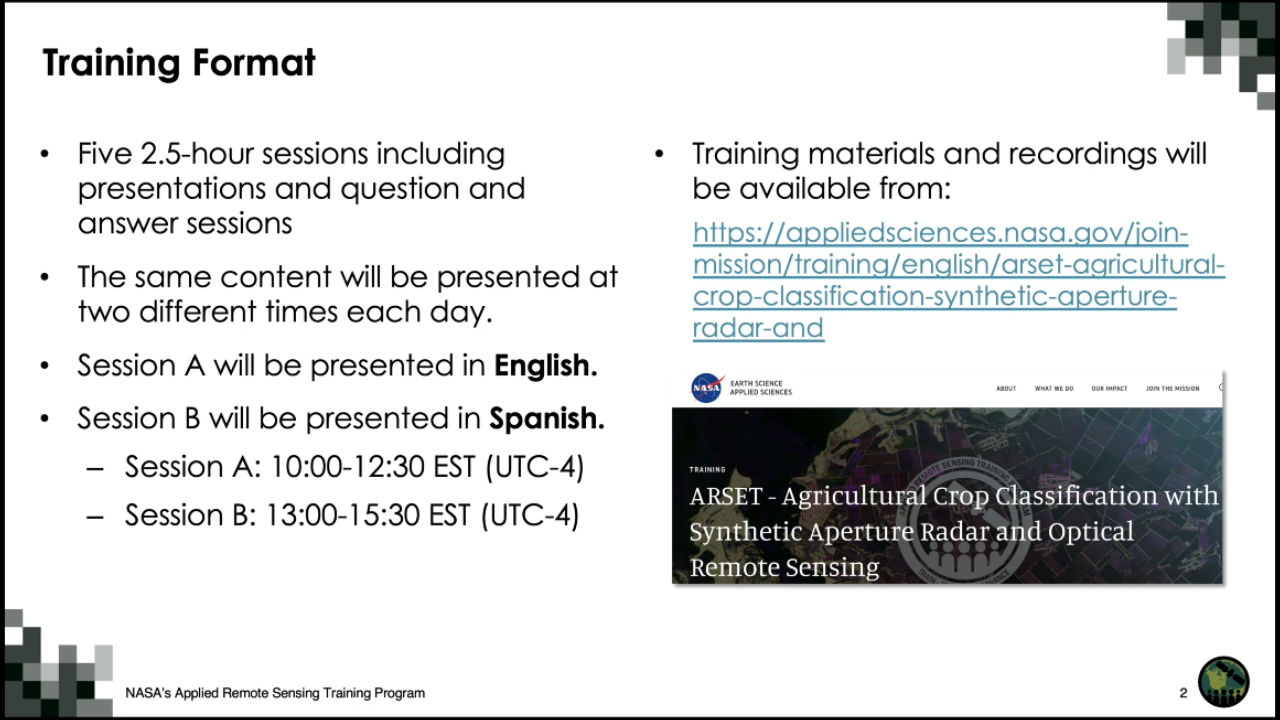 Training Format
• Five 2.5-hour sessions including
presentations and question and
answer sessions
• The same content will be presented at
two different times each day.
• Session A will be presented in English.
• Session B will be presented in Spanish.
– Session A: 10:00-12:30 EST (UTC-4)
– Session B: 13:00-15:30 EST (UTC-4)
• Training materials and recordings will
be available from:
https://appliedsciences.nasa.gov/join-
mission/training/english/arset-agricultural-
crop-classification-synthetic-aperture-
radar-and
NASA
EARTH SCIENCE
APPLIED SCIENCES
ABOUT WHAT WE DO OUR IMPACT JOIN THE MISSION
TRAINING
ARSET - Agricultural Crop Classification with
Synthetic Aperture Radar and Optical
Remote Sensing
NASA's Applied Remote Sensing Training Program
2